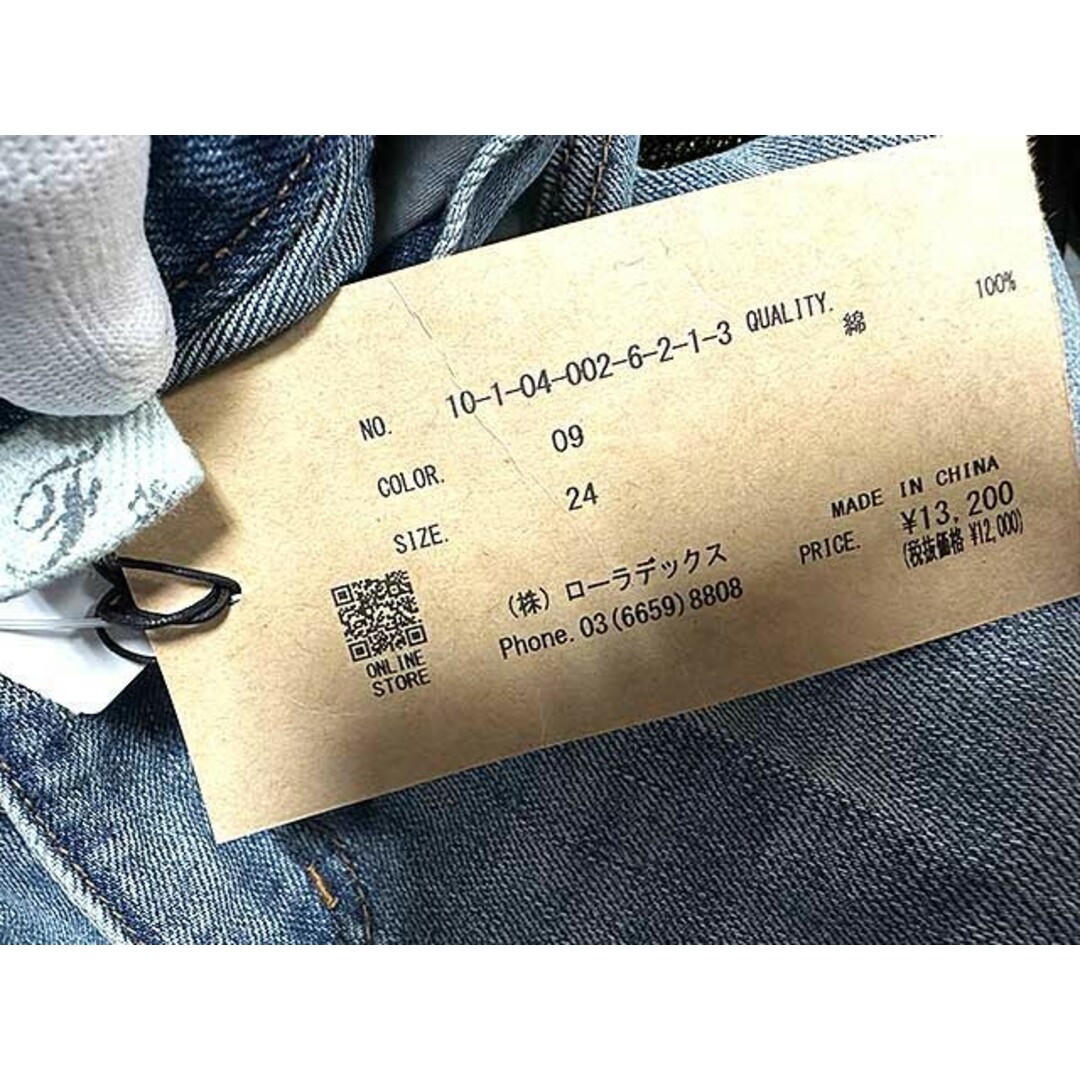 NO. 10-1-04-002-6-2-1-3
COLOR. 09
SIZE. 24
QUALITY.
綿 100%
MADE IN CHINA
PRICE. ¥13,200
(税抜価格 ¥12,000)
(株) ローラデックス
Phone. 03(6659)8808
ONLINE
STORE